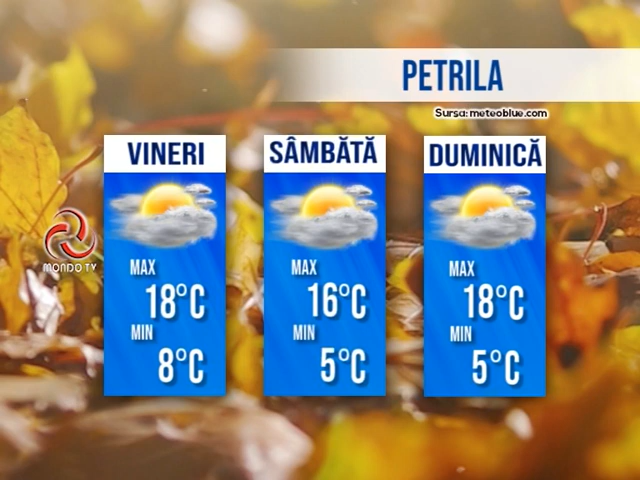 PETRILA
Sursa: meteoblue.com
VINERI
MAX
18°C
MIN
8°C
SÂMBĂTĂ
MAX
16°C
MIN
5°C
DUMINICĂ
MAX
18°C
MIN
5°C
MONDO TV